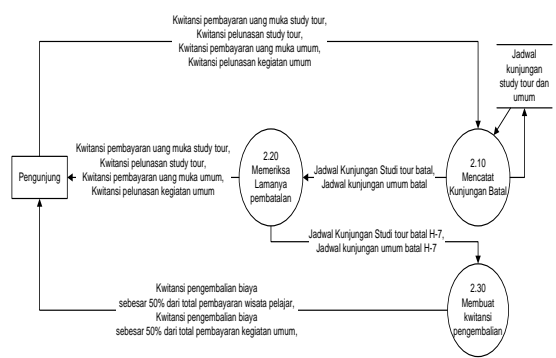 Kwitansi pembayaran uang muka study tour,
Kwitansi pelunasan study tour,
Kwitansi pembayaran uang muka umum,
Kwitansi pelunasan kegiatan umum
Jadwal
kunjungan
study tour dan
umum
Pengunjung
Kwitansi pembayaran uang muka study tour,
Kwitansi pelunasan study tour,
Kwitansi pembayaran uang muka umum,
Kwitansi pelunasan kegiatan umum
2.20
Memeriksa
Lamanya
pembatalan
Jadwal Kunjungan Studi tour batal,
Jadwal kunjungan umum batal
2.10
Mencatat
Kunjungan Batal
Jadwal Kunjungan Studi tour batal H-7,
Jadwal kunjungan umum batal H-7
Kwitansi pengembalian biaya
sebesar 50% dari total pembayaran wisata pelajar,
Kwitansi pengembalian biaya
sebesar 50% dari total pembayaran kegiatan umum,
2.30
Membuat
kwitansi
pengembalian